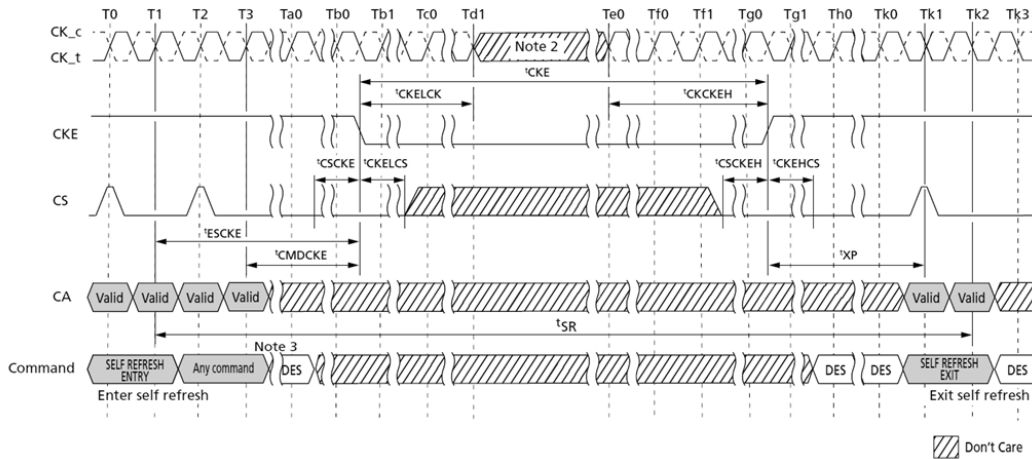 T0 T1 T2 T3 Ta0 Tb0 Tb1 Tc0 Td1 Te0 Tf0 Tf1 Tg0 Tg1 Th0 Tk0 Tk1 Tk2 Tk3
CK_c
CK_t
Note 2
tCKE
tCKELCK tCKCKEH
CKE
tCSCKE tCKELCS tCSCKEH tCKEHCS
CS
tESCKE
tCMDCKE tXP
CA Valid Valid Valid Valid Valid Valid
tSR
Note 3
Command SELF REFRESH ENTRY Any command DES DES DES SELF REFRESH EXIT DES
Enter self refresh Exit self refresh
Don't Care